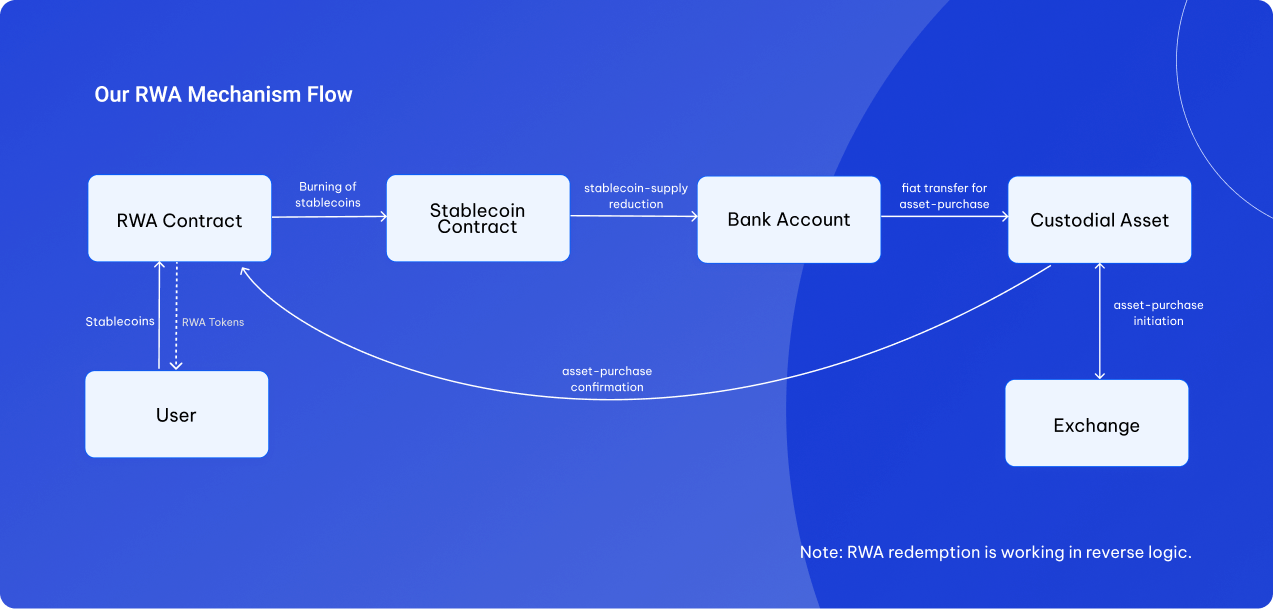 Our RWA Mechanism Flow
RWA Contract
Burning of
stablecoins
Stablecoin
Contract
stablecoin-supply
reduction
Bank Account
fiat transfer for
asset-purchase
Custodial Asset
Stablecoins
RWA Tokens
asset-purchase
initiation
asset-purchase
confirmation
User
Exchange
Note: RWA redemption is working in reverse logic.